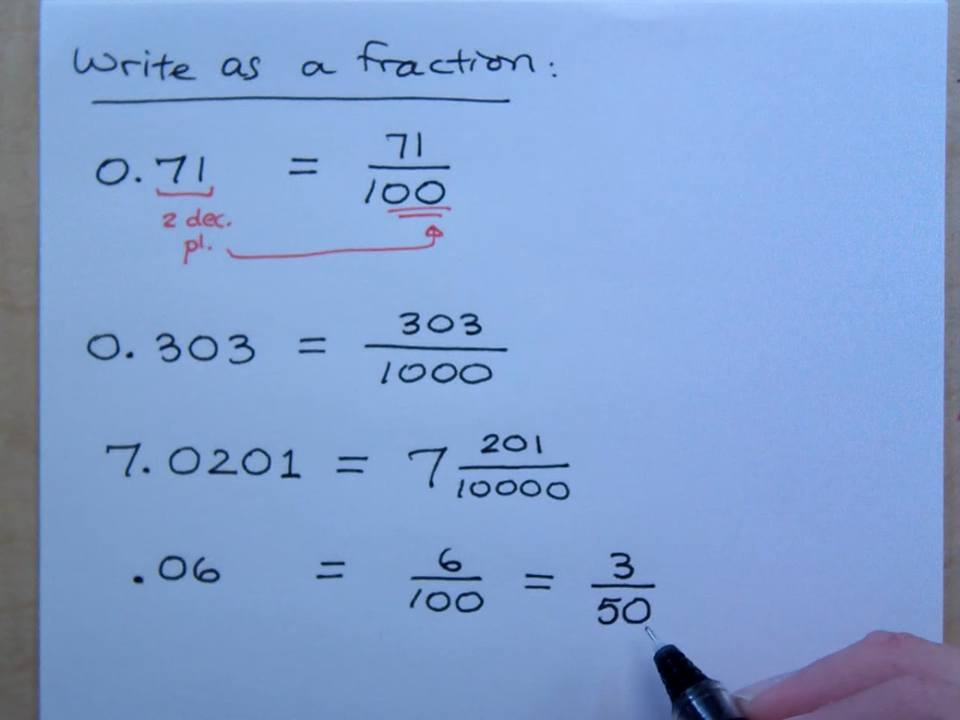 Write as a fraction:
0.71 = 71/100
2 dec.
pl.
0.303 = 303/1000
7.0201 = 7 201/10000
.06 = 6/100 = 3/50